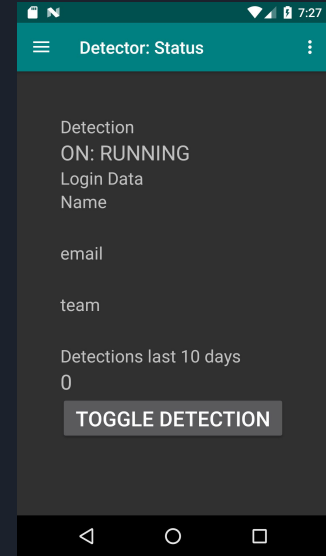 7:27
Detector: Status
Detection
ON: RUNNING
Login Data
Name
email
team
Detections last 10 days
0
TOGGLE DETECTION